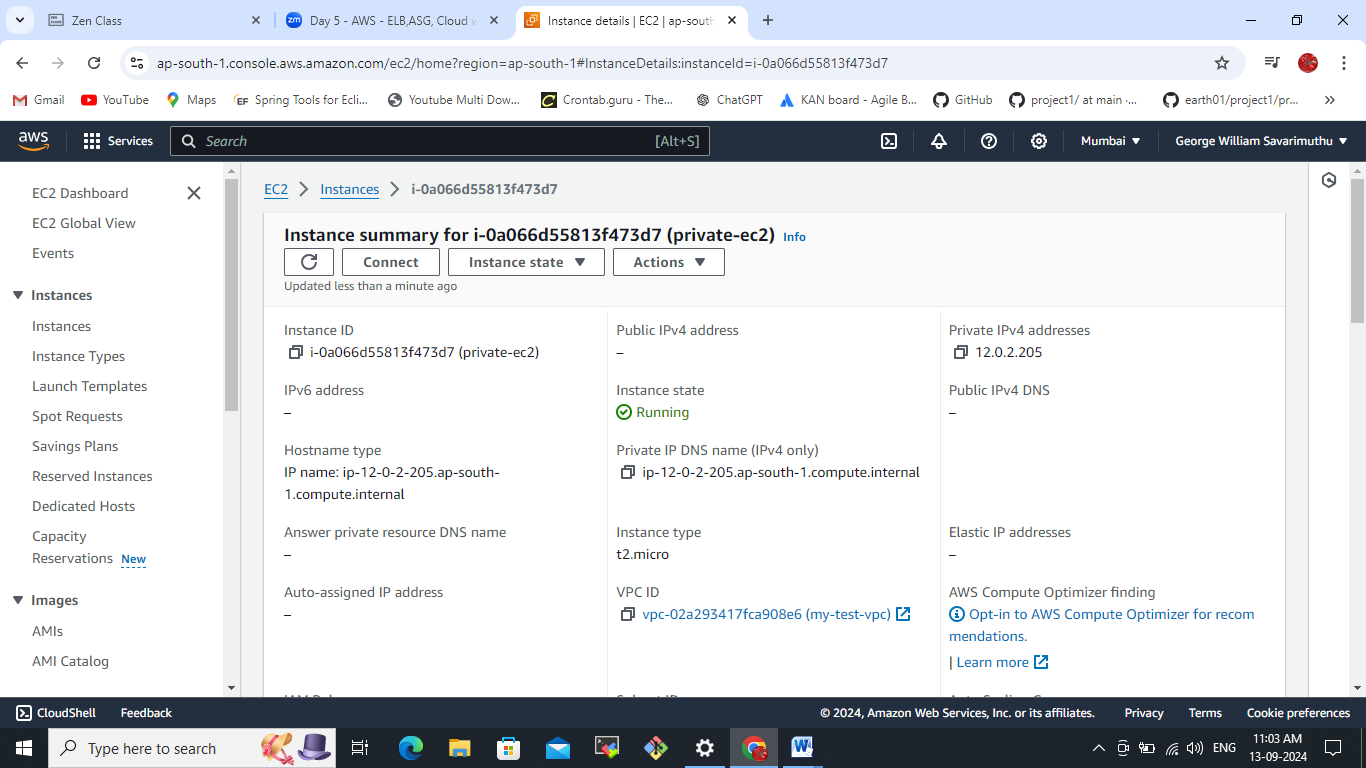 Zen Class
Day 5 - AWS - ELB,ASG, Cloud w
Instance details | EC2 | ap-sout
ap-south-1.console.aws.amazon.com/ec2/home?region=ap-south-1#InstanceDetails:instanceId=i-0a066d55813f473d7
Gmail
YouTube
Maps
Spring Tools for Ecli...
Youtube Multi Dow...
Crontab.guru - The...
ChatGPT
KAN board - Agile B...
GitHub
project1/ at main ·...
earth01/project1/pr...
aws
Services
Search
[Alt+S]
Mumbai
George William Savarimuthu
EC2 Dashboard
EC2 Global View
Events
Instances
Instances
Instance Types
Launch Templates
Spot Requests
Savings Plans
Reserved Instances
Dedicated Hosts
Capacity
Reservations New
Images
AMIs
AMI Catalog
EC2
Instances
i-0a066d55813f473d7
Instance summary for i-0a066d55813f473d7 (private-ec2) Info
Connect
Instance state
Actions
Updated less than a minute ago
Instance ID
i-0a066d55813f473d7 (private-ec2)
Public IPv4 address
–
Private IPv4 addresses
12.0.2.205
IPv6 address
–
Instance state
Running
Public IPv4 DNS
–
Hostname type
IP name: ip-12-0-2-205.ap-south-
1.compute.internal
Private IP DNS name (IPv4 only)
ip-12-0-2-205.ap-south-1.compute.internal
Answer private resource DNS name
–
Instance type
t2.micro
Elastic IP addresses
–
Auto-assigned IP address
–
VPC ID
vpc-02a293417fca908e6 (my-test-vpc)
AWS Compute Optimizer finding
Opt-in to AWS Compute Optimizer for recom
mendations.
| Learn more
CloudShell
Feedback
© 2024, Amazon Web Services, Inc. or its affiliates.
Privacy
Terms
Cookie preferences
Type here to search
ENG
11:03 AM
13-09-2024